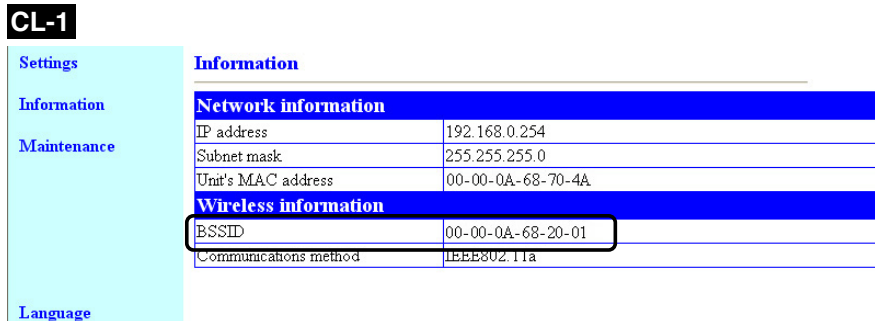 CL-1
Settings
Information
Maintenance
Language
Information
Network information
IP address 192.168.0.254
Subnet mask 255.255.255.0
Unit's MAC address 00-00-0A-68-70-4A
Wireless information
BSSID 00-00-0A-68-20-01
Communications method IEEE802.11a